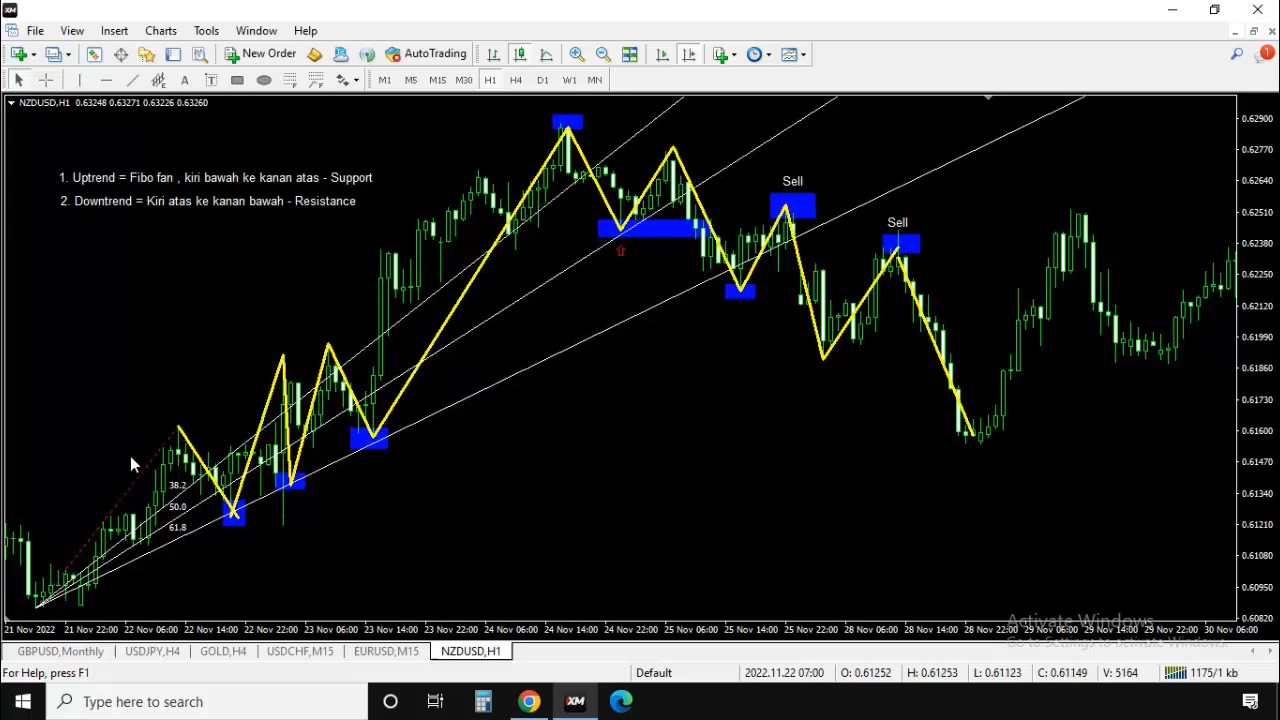 XM
File View Insert Charts Tools Window Help
New Order AutoTrading
A T M1 M5 M15 M30 H1 H4 D1 W1 MN 1
NZDUSD,H1 0.63248 0.63271 0.63226 0.63260
1. Uptrend = Fibo fan , kiri bawah ke kanan atas - Support
2. Downtrend = Kiri atas ke kanan bawah - Resistance
Sell
Sell
38.2
50.0
61.8
0.62900
0.62770
0.62640
0.62510
0.62380
0.62250
0.62120
0.61990
0.61860
0.61730
0.61600
0.61470
0.61340
0.61210
0.61080
0.60950
0.60820
21 Nov 2022 21 Nov 22:00 22 Nov 06:00 22 Nov 14:00 22 Nov 22:00 23 Nov 06:00 23 Nov 14:00 23 Nov 22:00 24 Nov 06:00 24 Nov 14:00 24 Nov 22:00 25 Nov 06:00 25 Nov 14:00 25 Nov 22:00 28 Nov 06:00 28 Nov 14:00 28 Nov 22:00 29 Nov 06:00 29 Nov 14:00 29 Nov 22:00 30 Nov 06:00
Activate Windows
Go to Settings to activate Windows.
GBPUSD,Monthly USDJPY,H4 GOLD,H4 USDCHF,M15 EURUSD,M15 NZDUSD,H1
For Help, press F1 Default 2022.11.22 07:00 O: 0.61252 H: 0.61253 L: 0.61123 C: 0.61149 V: 5164 1175/1 kb
Type here to search XM